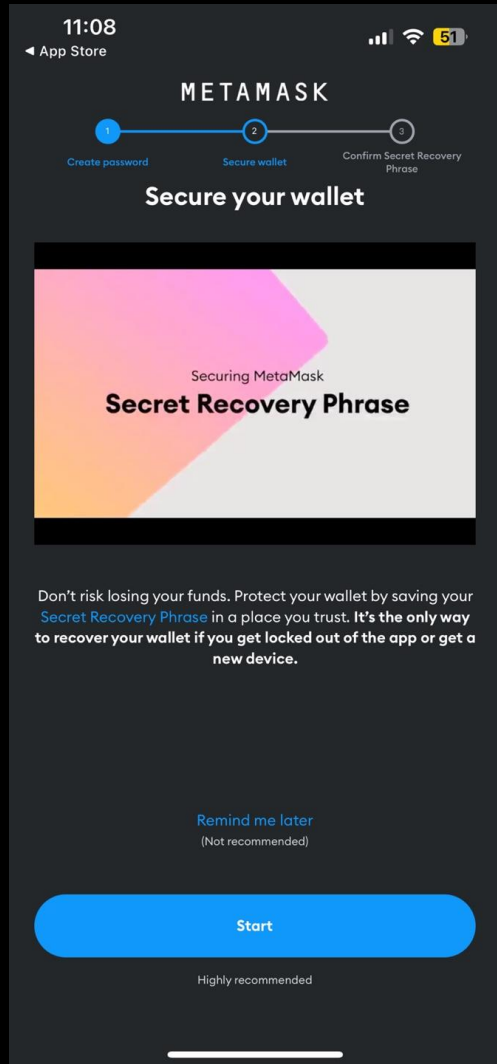 11:08
51
◀ App Store
METAMASK
1
2
3
Create password
Secure wallet
Confirm Secret Recovery
Phrase
Secure your wallet
Securing MetaMask
Secret Recovery Phrase
Don’t risk losing your funds. Protect your wallet by saving your
Secret Recovery Phrase in a place you trust. It’s the only way
to recover your wallet if you get locked out of the app or get a
new device.
Remind me later
(Not recommended)
Start
Highly recommended